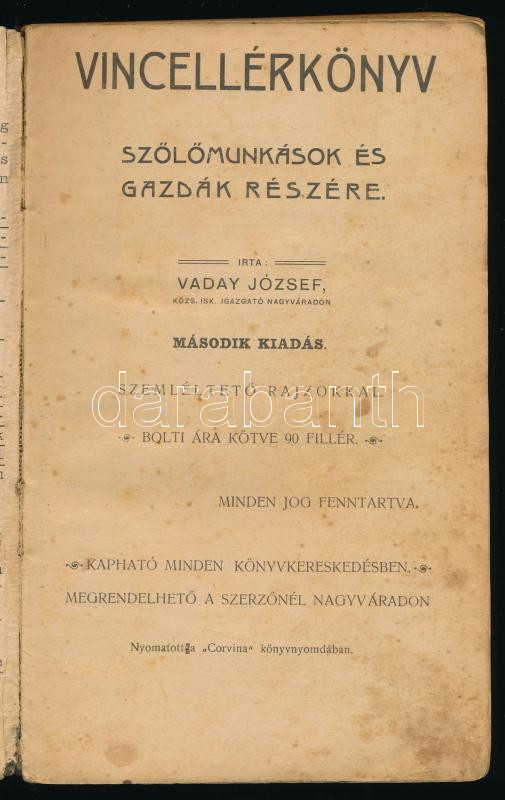 VINCELLÉRKÖNYV
SZŐLŐMUNKÁSOK ÉS
GAZDÁK RÉSZÉRE.
IRTA:
VADAY JÓZSEF,
KÖZS. ISK. IGAZGATÓ NAGYVÁRADON
MÁSODIK KIADÁS.
SZEMLÉLTETŐ RAJZOKKAL
darabanth
BOLTI ÁRA KÖTVE 90 FILLÉR.
MINDEN JOG FENNTARTVA.
KAPHATÓ MINDEN KÖNYVKERESKEDÉSBEN.
MEGRENDELHETŐ A SZERZŐNÉL NAGYVÁRADON
Nyomatott a „Corvina" könyvnyomdában.